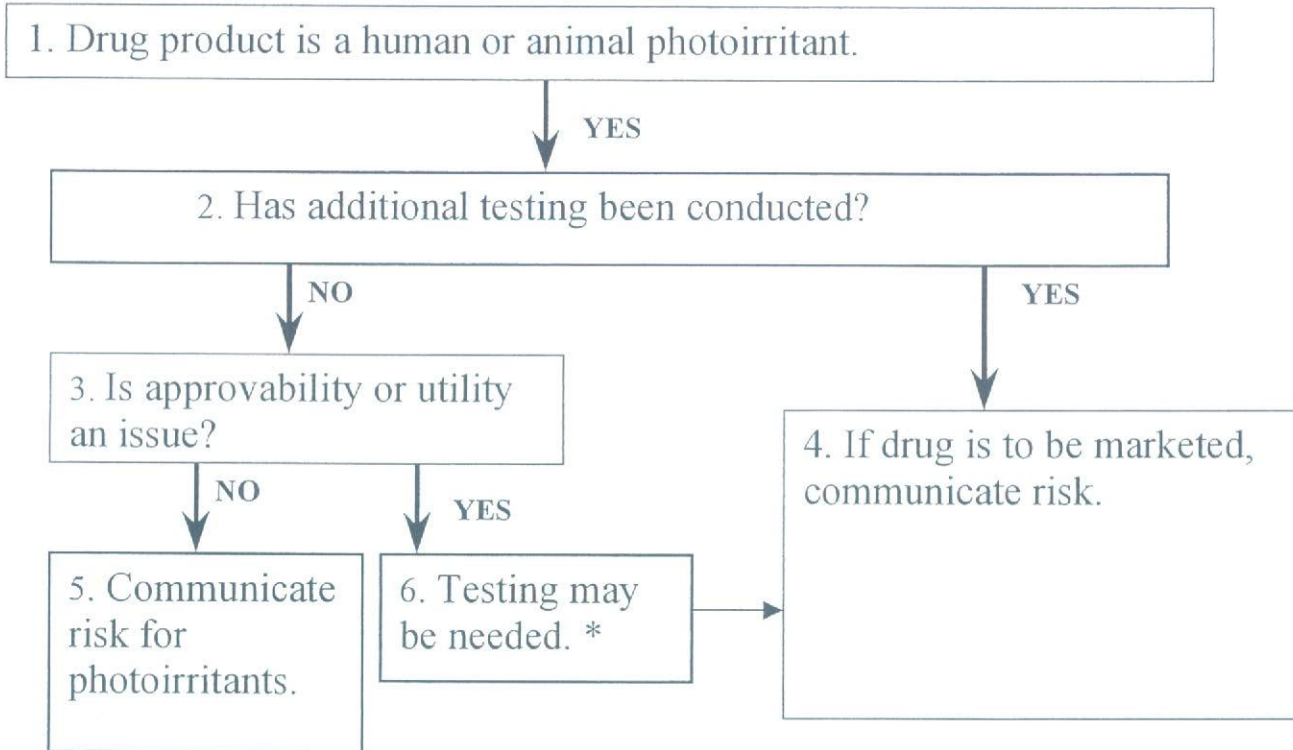 1. Drug product is a human or animal photoirritant.
YES
2. Has additional testing been conducted?
NO
YES
3. Is approvability or utility
an issue?
4. If drug is to be marketed,
communicate risk.
NO
YES
5. Communicate
risk for
photoirritants.
6. Testing may
be needed. *